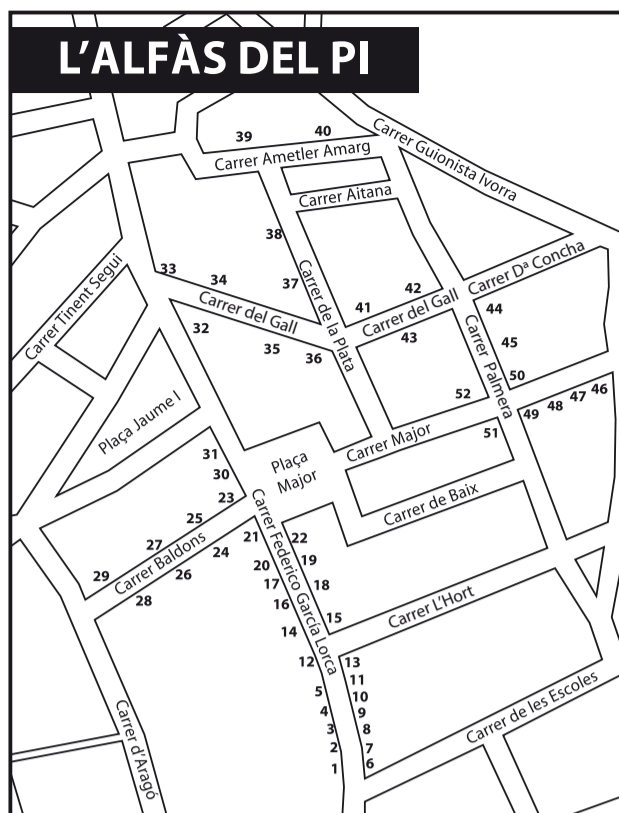 L'ALFÀS DEL PI
39
40
Carrer Ametler Amarg
Carrer Guionista Ivorra
Carrer Aitana
38
Carrer Tinent Segui
33
34
37
Carrer de la Plata
Carrer Dª Concha
42
41
Carrer del Gall
Carrer del Gall
32
43
44
35
36
45
Carrer Palmera
50
52
46
47
48
49
Plaça Jaume I
31
Plaça
Major
Carrer Major
51
30
23
Carrer de Baix
25
21
22
Carrer Federico García Lorca
27
24
Carrer Baldons
29
26
28
20
19
17
18
16
15
Carrer L'Hort
14
12
13
11
5
10
4
9
3
8
2
7
1
6
Carrer de les Escoles
Carrer d'Aragó